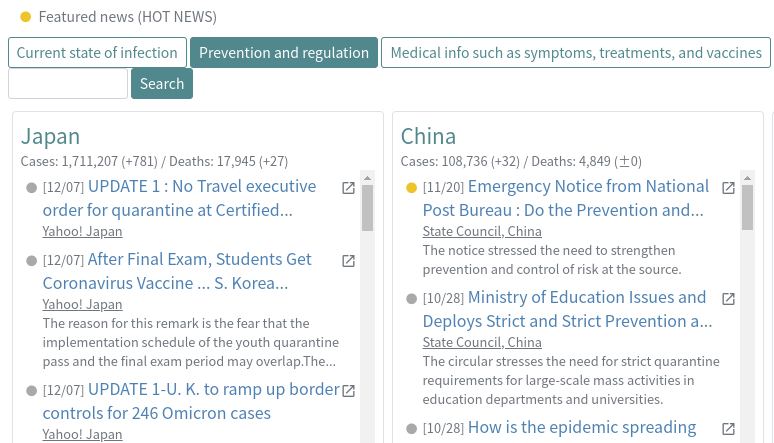 Featured news (HOT NEWS)
Current state of infection
Prevention and regulation
Medical info such as symptoms, treatments, and vaccines
Search
Japan
Cases: 1,711,207 (+781) / Deaths: 17,945 (+27)
[12/07] UPDATE 1 : No Travel executive
order for quarantine at Certified...
Yahoo! Japan
[12/07] After Final Exam, Students Get
Coronavirus Vaccine ... S. Korea...
Yahoo! Japan
The reason for this remark is the fear that the
implementation schedule of the youth quarantine
pass and the final exam period may overlap.The...
[12/07] UPDATE 1-U. K. to ramp up border
controls for 246 Omicron cases
Yahoo! Japan
China
Cases: 108,736 (+32) / Deaths: 4,849 (±0)
[11/20] Emergency Notice from National
Post Bureau : Do the Prevention and...
State Council, China
The notice stressed the need to strengthen
prevention and control of risk at the source.
[10/28] Ministry of Education Issues and
Deploys Strict and Strict Prevention a...
State Council, China
The circular stresses the need for strict quarantine
requirements for large-scale mass activities in
education departments and universities.
[10/28] How is the epidemic spreading